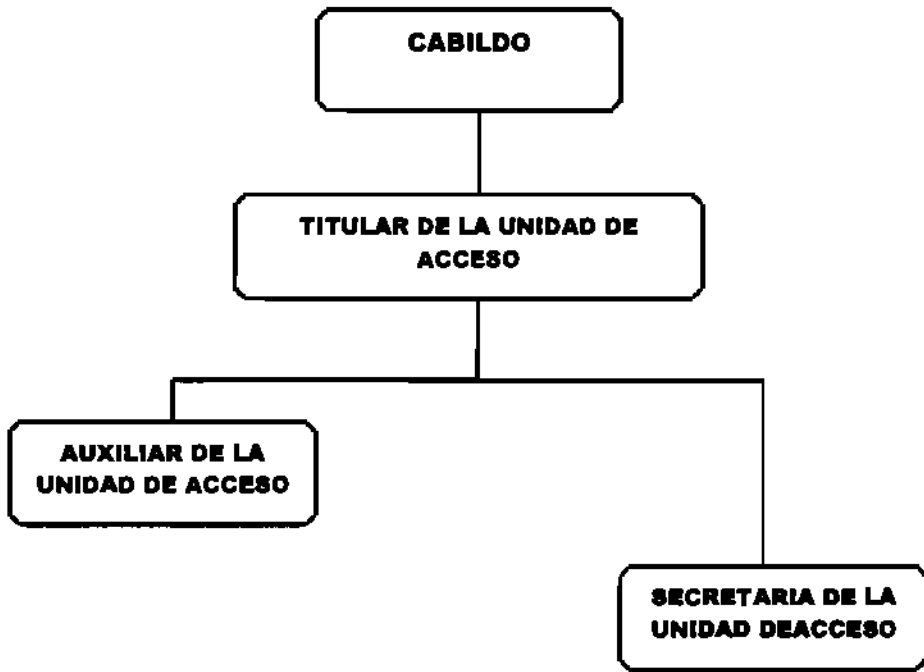 CABILDO
TITULAR DE LA UNIDAD DE
ACCESO
AUXILIAR DE LA
UNIDAD DE ACCESO
SECRETARIA DE LA
UNIDAD DEACCESO